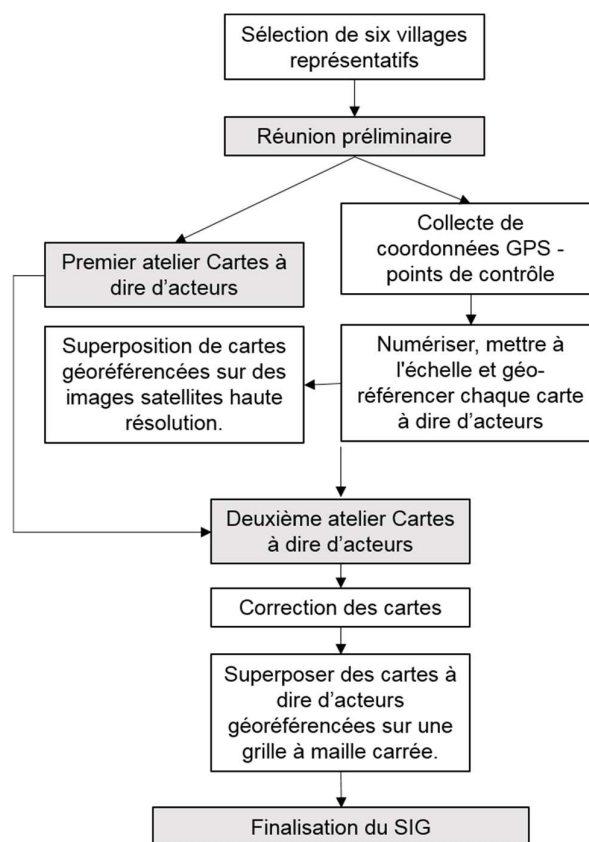 Sélection de six villages
représentatifs
Réunion préliminaire
Collecte de
coordonnées GPS -
points de contrôle
Premier atelier Cartes à
dire d’acteurs
Superposition de cartes
géoréférencées sur des
images satellites haute
résolution.
Numériser, mettre à
l'échelle et géo-
référencer chaque carte
à dire d’acteurs
Deuxième atelier Cartes
à dire d’acteurs
Correction des cartes
Superposer des cartes à
dire d’acteurs
géoréférencées sur une
grille à maille carrée.
Finalisation du SIG